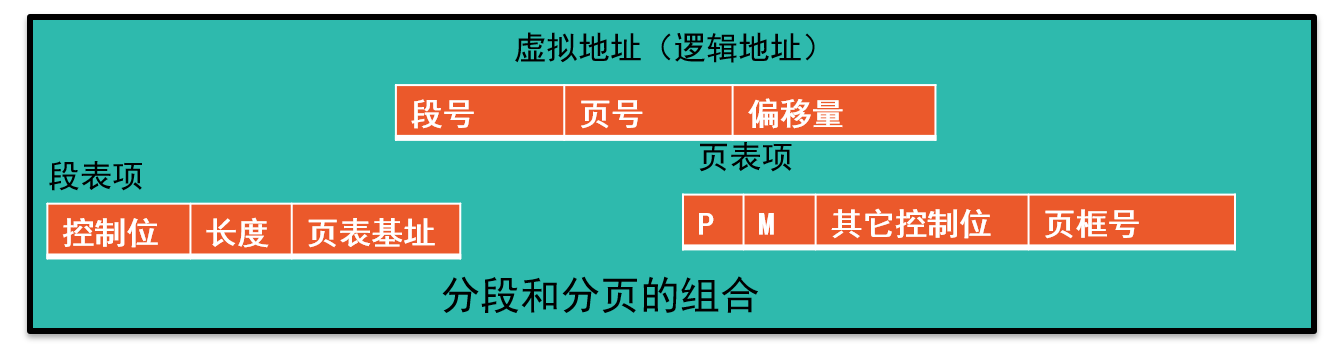 虚拟地址（逻辑地址）
段号 页号 偏移量
段表项
控制位 长度 页表基址
页表项
P M 其它控制位 页框号
分段和分页的组合